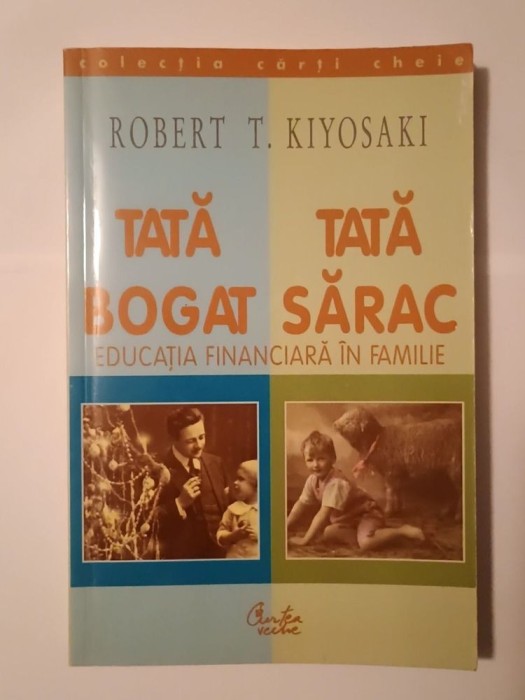 colecția cărți cheie
ROBERT T. KIYOSAKI
TATĂ TATĂ
BOGAT SĂRAC
EDUCAȚIA FINANCIARĂ ÎN FAMILIE
Curtea
veche